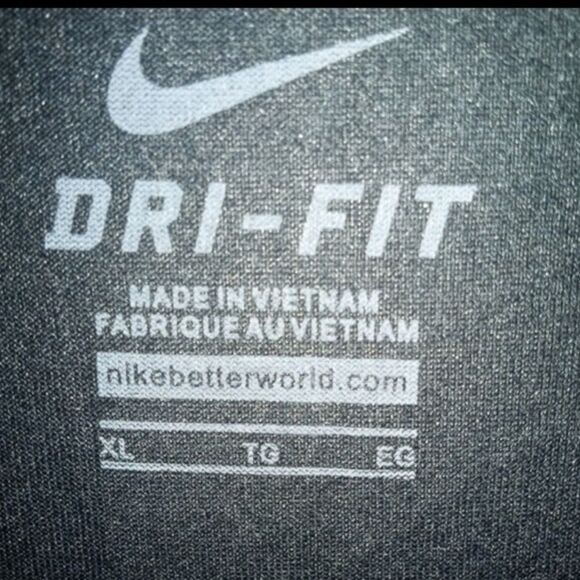 DRI-FIT
MADE IN VIETNAM
FABRIQUE AU VIETNAM
nikebetterworld.com
XL TG EG